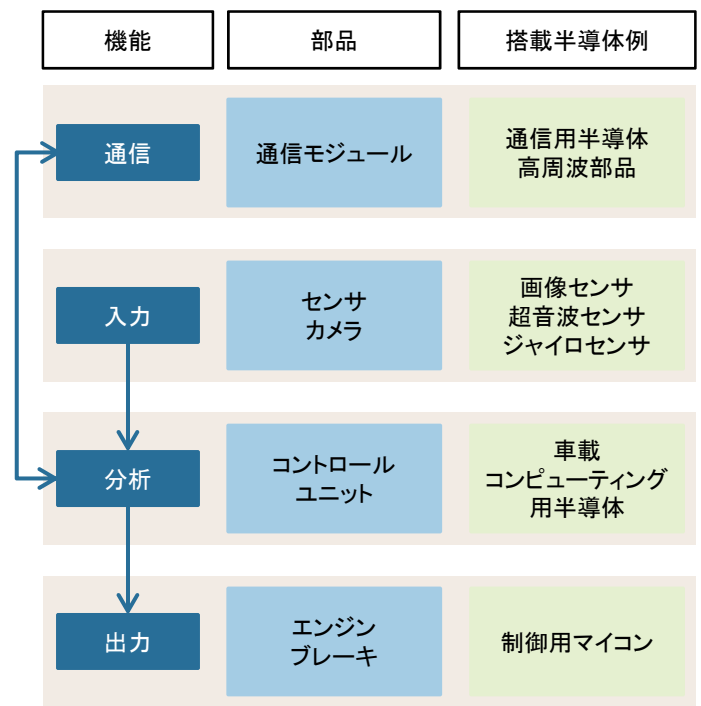 機能
部品
搭載半導体例
通信
通信モジュール
通信用半導体
高周波部品
入力
センサ
カメラ
画像センサ
超音波センサ
ジャイロセンサ
分析
コントロール
ユニット
車載
コンピューティング
用半導体
出力
エンジン
ブレーキ
制御用マイコン